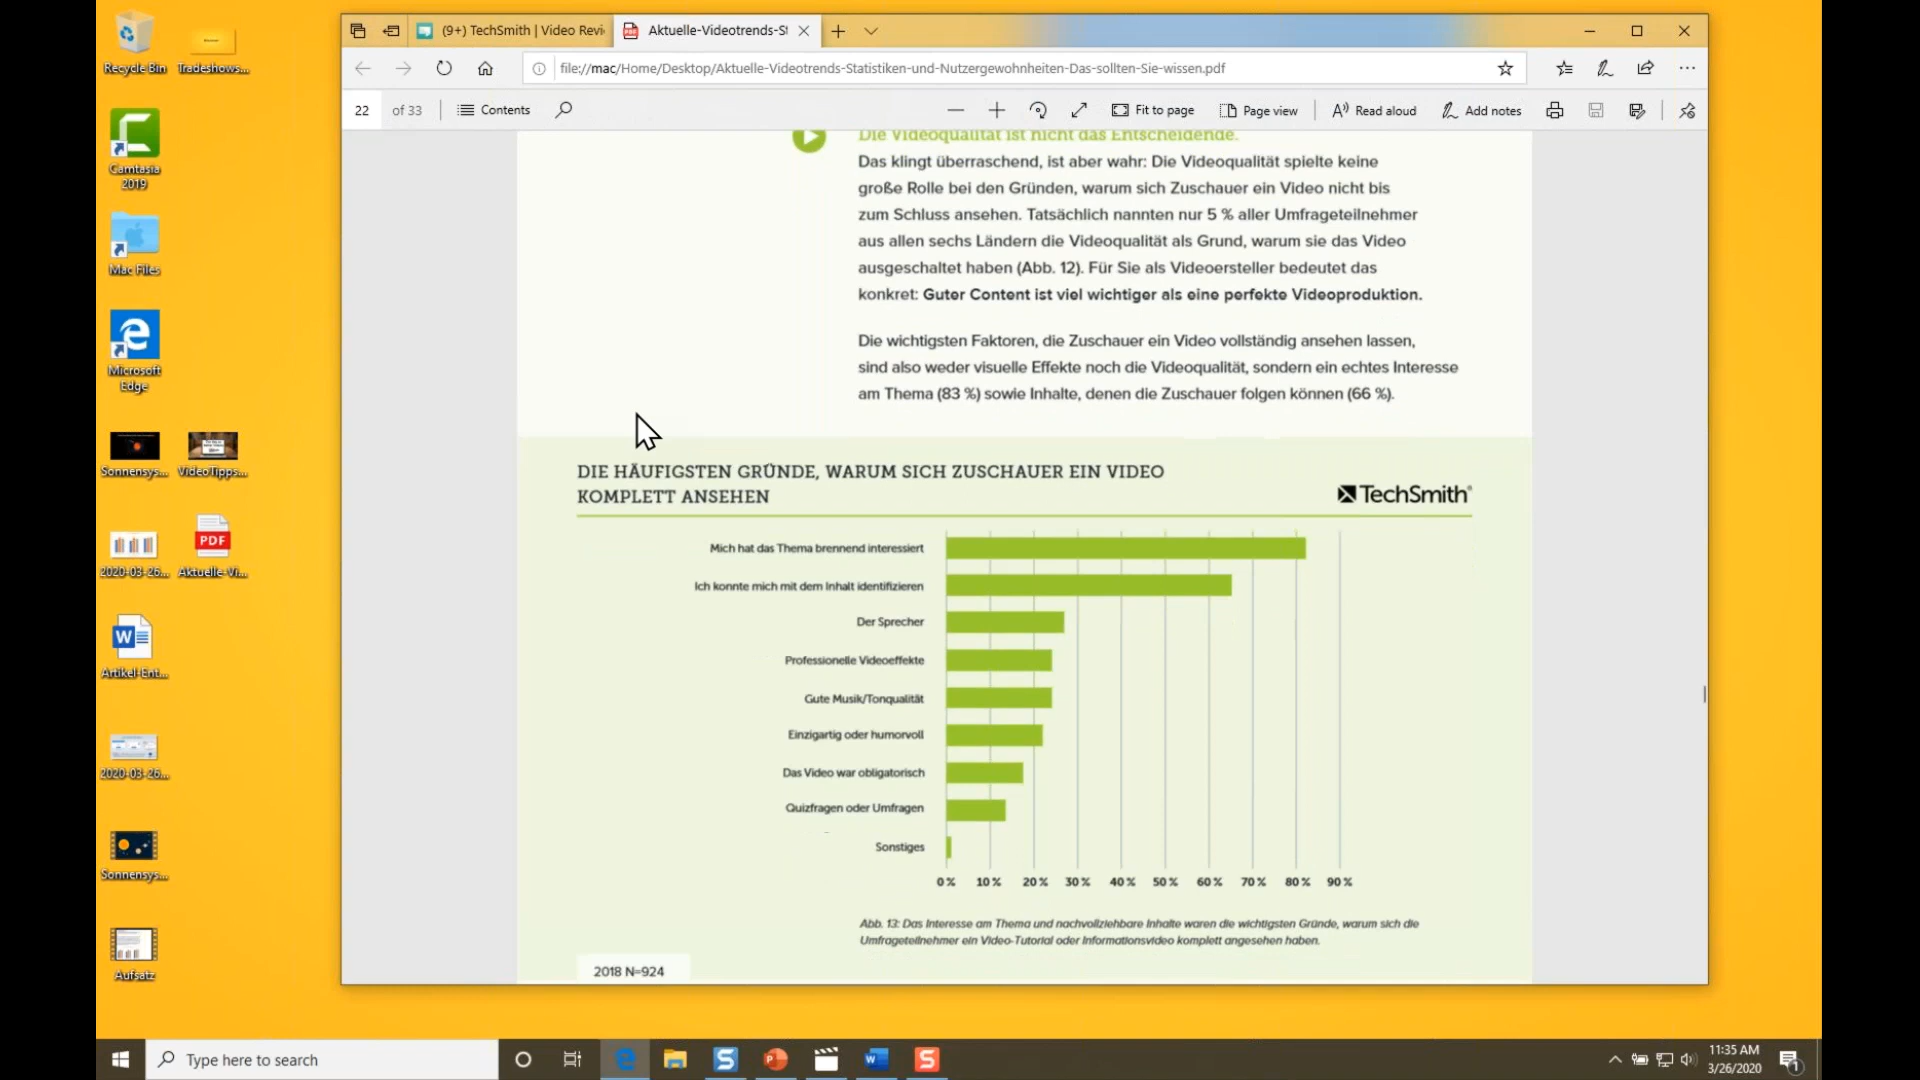 Recycle Bin
Tradeshows...
Camtasia
2019
Mac Files
Microsoft
Edge
Sonnensys...
VideoTipps...
2020-03-26...
PDF
Aktuelle-Vi...
Artikel-Ent...
2020-03-26...
Sonnensys...
Aufsatz
(9+) TechSmith | Video Revi
Aktuelle-Videotrends-St
file://mac/Home/Desktop/Aktuelle-Videotrends-Statistiken-und-Nutzergewohnheiten-Das-sollten-Sie-wissen.pdf
22 of 33 Contents Fit to page Page view Read aloud Add notes
Die Videoqualität ist nicht das Entscheidende.
Das klingt überraschend, ist aber wahr: Die Videoqualität spielte keine
große Rolle bei den Gründen, warum sich Zuschauer ein Video nicht bis
zum Schluss ansehen. Tatsächlich nannten nur 5 % aller Umfrageteilnehmer
aus allen sechs Ländern die Videoqualität als Grund, warum sie das Video
ausgeschaltet haben (Abb. 12). Für Sie als Videoersteller bedeutet das
konkret: Guter Content ist viel wichtiger als eine perfekte Videoproduktion.
Die wichtigsten Faktoren, die Zuschauer ein Video vollständig ansehen lassen,
sind also weder visuelle Effekte noch die Videoqualität, sondern ein echtes Interesse
am Thema (83 %) sowie Inhalte, denen die Zuschauer folgen können (66 %).
DIE HÄUFIGSTEN GRÜNDE, WARUM SICH ZUSCHAUER EIN VIDEO
KOMPLETT ANSEHEN
TechSmith®
Mich hat das Thema brennend interessiert
Ich konnte mich mit dem Inhalt identifizieren
Der Sprecher
Professionelle Videoeffekte
Gute Musik/Tonqualität
Einzigartig oder humorvoll
Das Video war obligatorisch
Quizfragen oder Umfragen
Sonstiges
0 % 10 % 20 % 30 % 40 % 50 % 60 % 70 % 80 % 90 %
Abb. 13: Das Interesse am Thema und nachvollziehbare Inhalte waren die wichtigsten Gründe, warum sich die
Umfrageteilnehmer ein Video-Tutorial oder Informationsvideo komplett angesehen haben.
2018 N=924
Type here to search
11:35 AM
3/26/2020
1